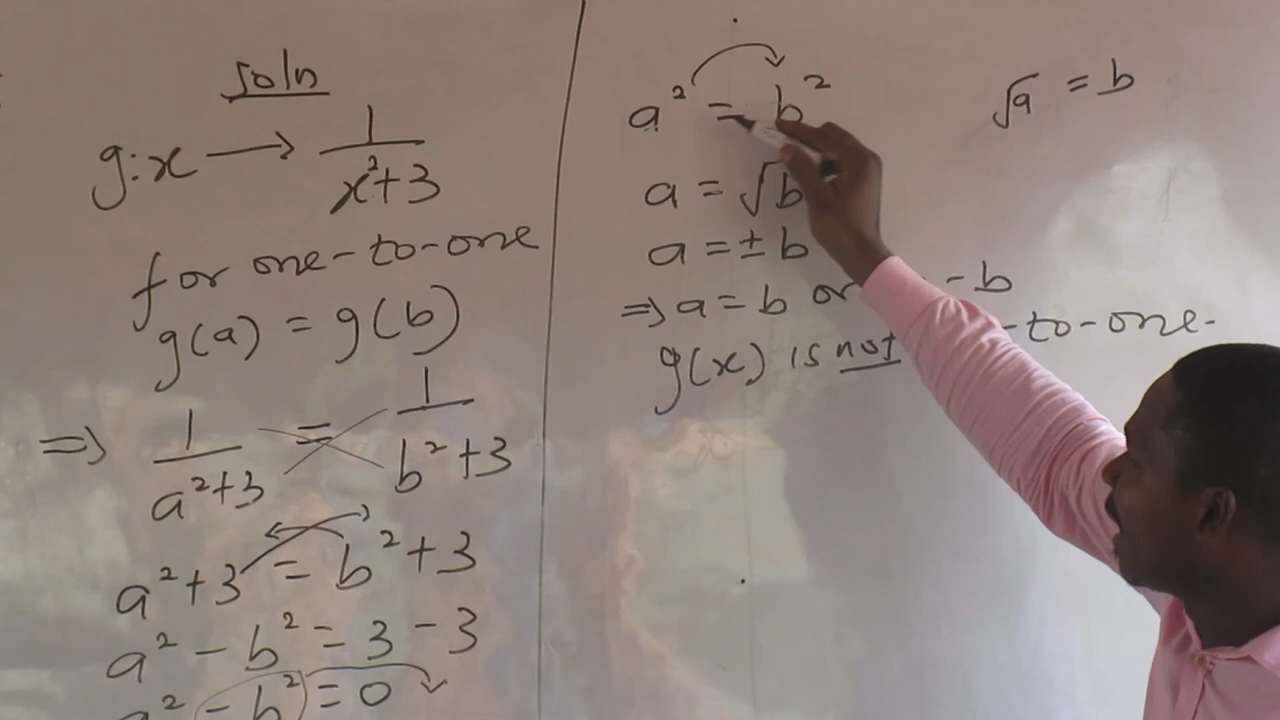 soln
g:x → 1/(x²+3)
for one-to-one
g(a) = g(b)
⇒ 1/(a²+3) = 1/(b²+3)
a²+3 = b²+3
a² - b² = 3 - 3
a² - b² = 0
a² = b²
a = √b
a = ± b
⇒ a = b or - b
g(x) is not -to-one.
√a = b